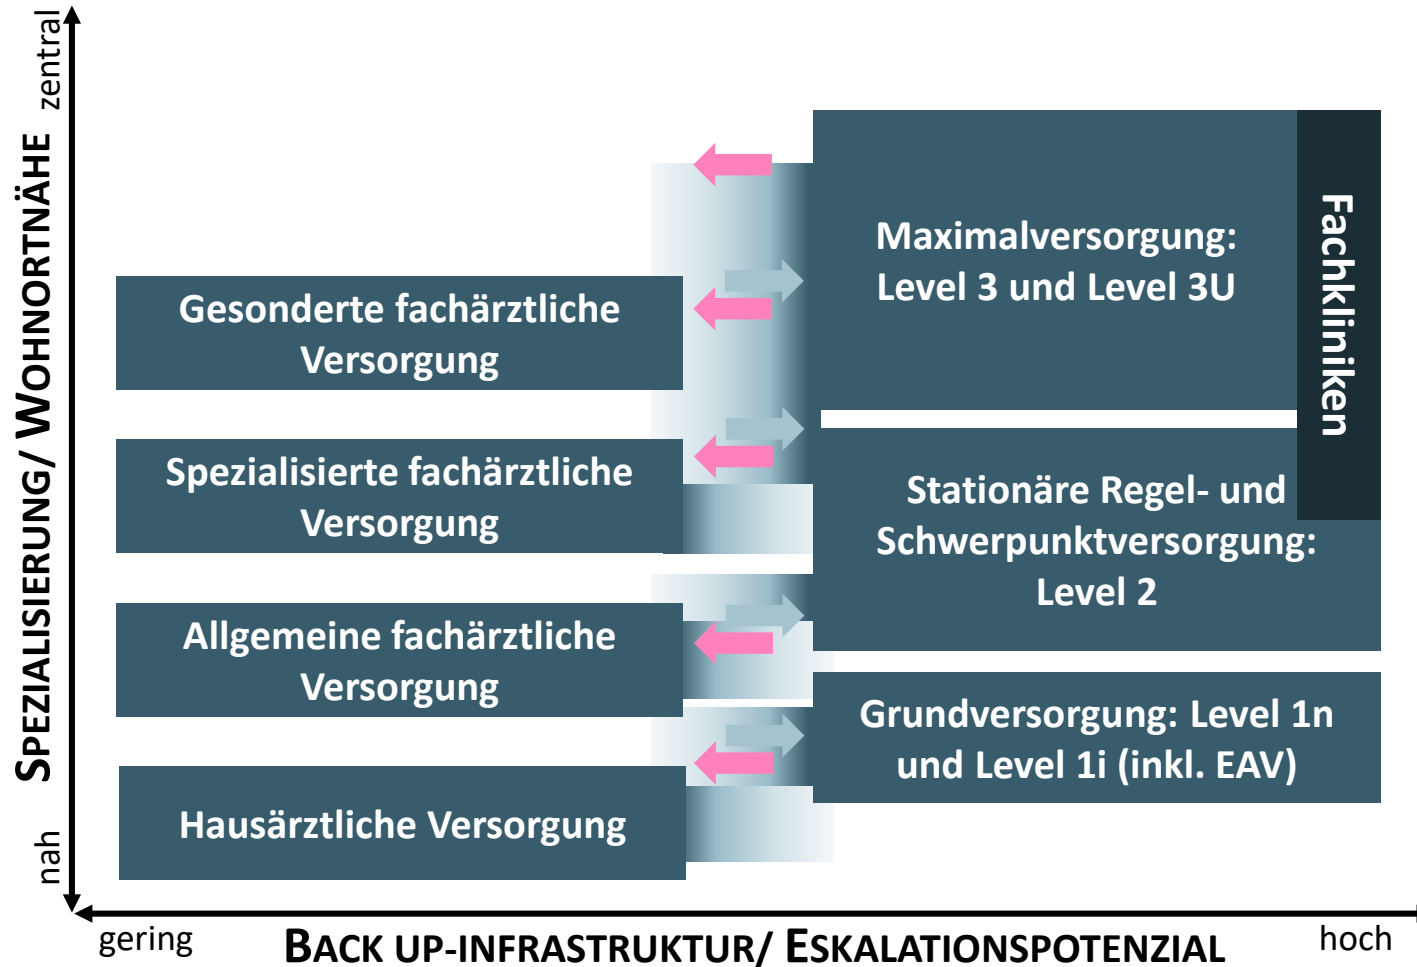 zentral
SPEZIALISIERUNG/ WOHNORTNÄHE
nah
Gesonderte fachärztliche
Versorgung
Spezialisierte fachärztliche
Versorgung
Allgemeine fachärztliche
Versorgung
Hausärztliche Versorgung
Maximalversorgung:
Level 3 und Level 3U
Fachkliniken
Stationäre Regel- und
Schwerpunktversorgung:
Level 2
Grundversorgung: Level 1n
und Level 1i (inkl. EAV)
gering
BACK UP-INFRASTRUKTUR/ ESKALATIONSPOTENZIAL
hoch